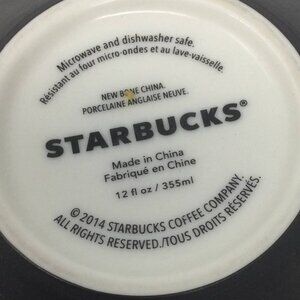 Microwave and dishwasher safe.
Résistant au four micro-ondes et au lave-vaisselle.
NEW BONE CHINA.
PORCELAINE ANGLAISE NEUVE.
STARBUCKS®
Made in China
Fabriqué en Chine
12 fl oz / 355ml
© 2014 STARBUCKS COFFEE COMPANY.
ALL RIGHTS RESERVED./TOUS DROITS RÉSERVÉS.